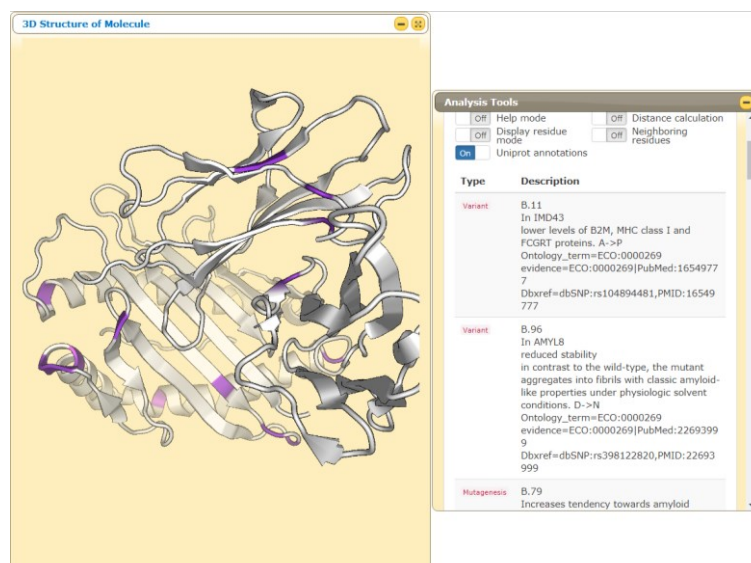 3D Structure of Molecule
Analysis Tools
Off Help mode
Off Distance calculation
Off Display residue mode
Off Neighboring residues
On Uniprot annotations
Type Description
Variant B.11
In IMD43
lower levels of B2M, MHC class I and
FCGRT proteins. A->P
Ontology_term=ECO:0000269
evidence=ECO:0000269|PubMed:1654977
7
Dbxref=dbSNP:rs104894481,PMID:16549
777
Variant B.96
In AMYL8
reduced stability
in contrast to the wild-type, the mutant
aggregates into fibrils with classic amyloid-
like properties under physiologic solvent
conditions. D->N
Ontology_term=ECO:0000269
evidence=ECO:0000269|PubMed:2269399
9
Dbxref=dbSNP:rs398122820,PMID:22693
999
Mutagenesis B.79
Increases tendency towards amyloid